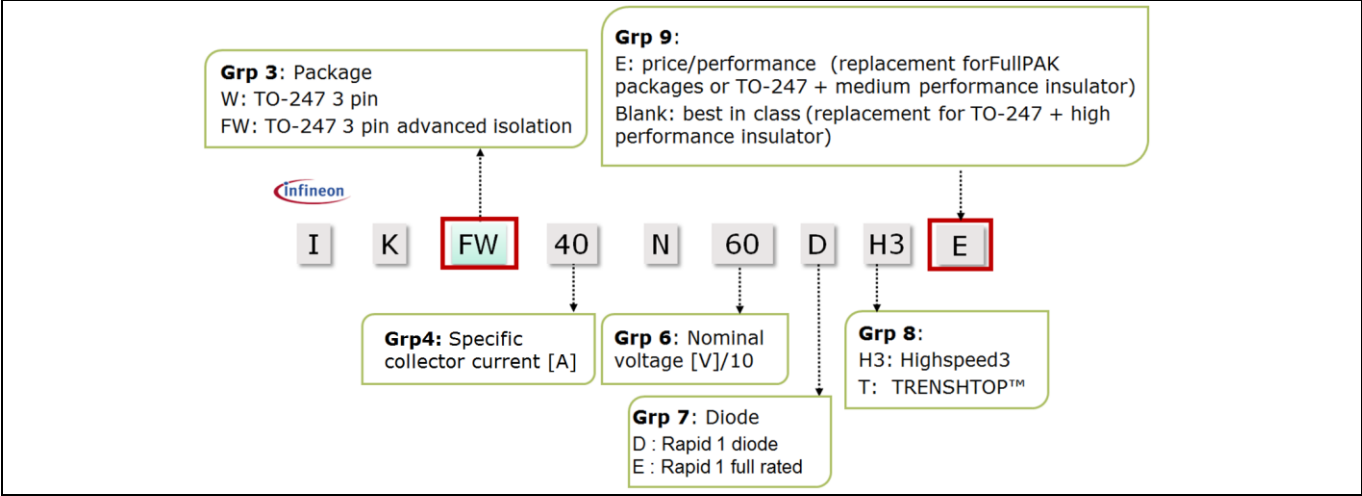 Grp 3: Package
W: TO-247 3 pin
FW: TO-247 3 pin advanced isolation
Grp 9:
E: price/performance (replacement forFullPAK
packages or TO-247 + medium performance insulator)
Blank: best in class (replacement for TO-247 + high
performance insulator)
infineon
I K FW 40 N 60 D H3 E
Grp4: Specific
collector current [A]
Grp 6: Nominal
voltage [V]/10
Grp 7: Diode
D : Rapid 1 diode
E : Rapid 1 full rated
Grp 8:
H3: Highspeed3
T: TRENSHTOP™